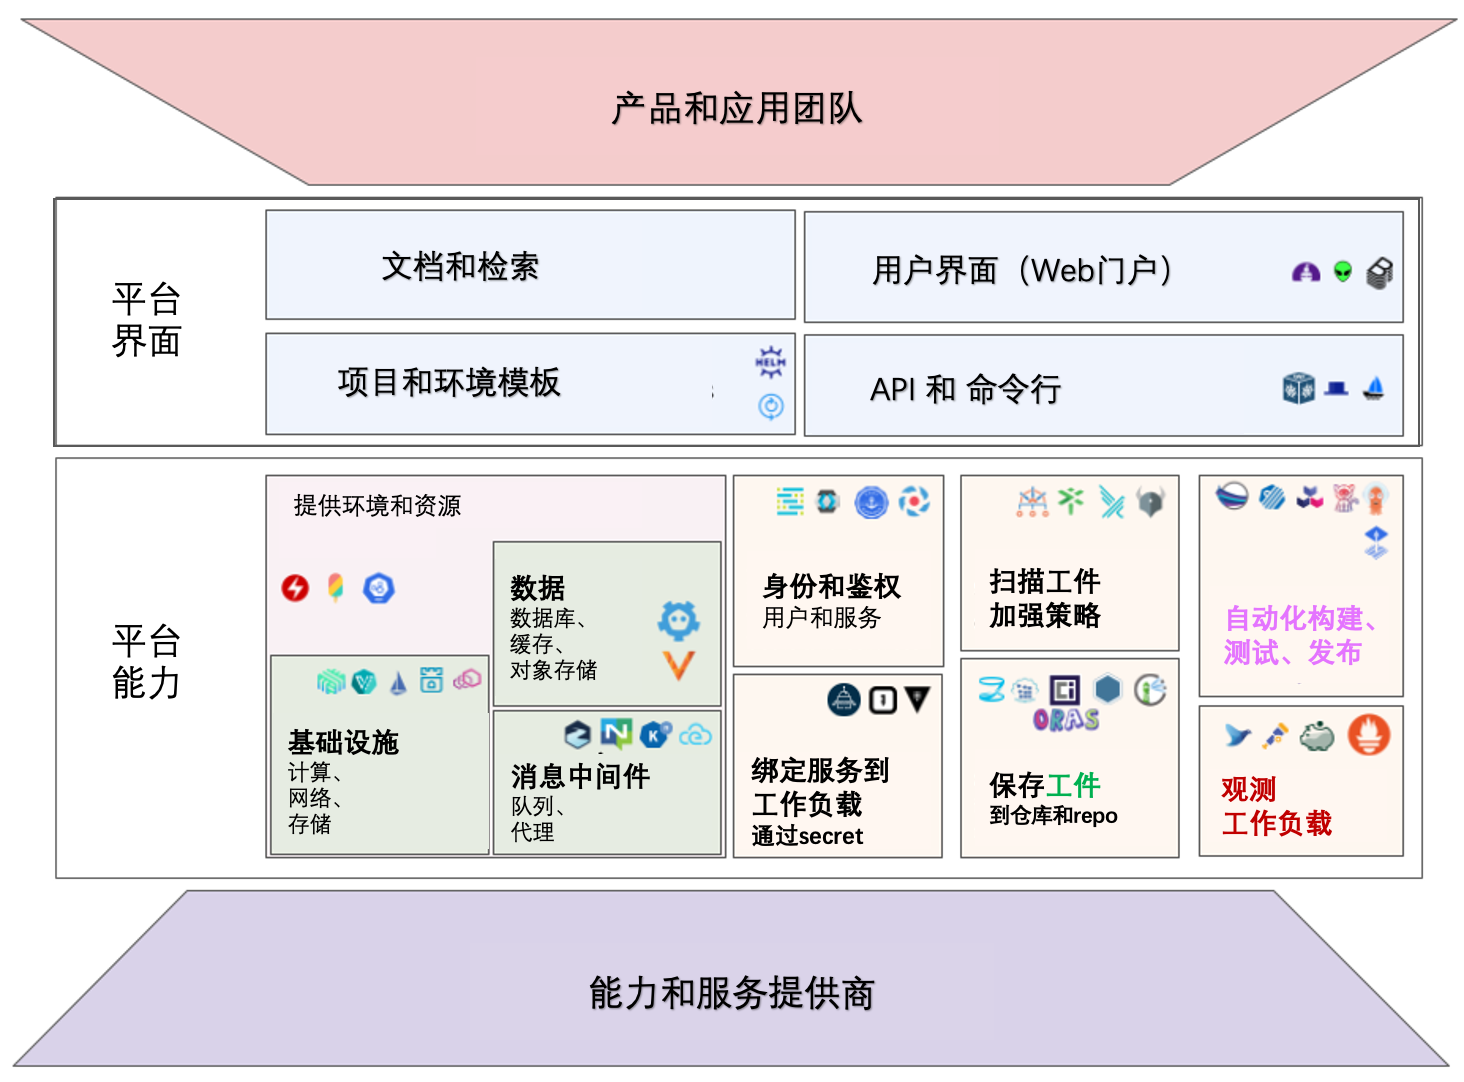 产品和应用团队
平台
界面
文档和检索
用户界面（Web门户）
项目和环境模板
HELM
API 和 命令行
平台
能力
提供环境和资源
数据
数据库、
缓存、
对象存储
基础设施
计算、
网络、
存储
消息中间件
队列、
代理
身份和鉴权
用户和服务
绑定服务到
工作负载
通过secret
扫描工件
加强策略
ORAS
保存工件
到仓库和repo
自动化构建、
测试、发布
观测
工作负载
能力和服务提供商